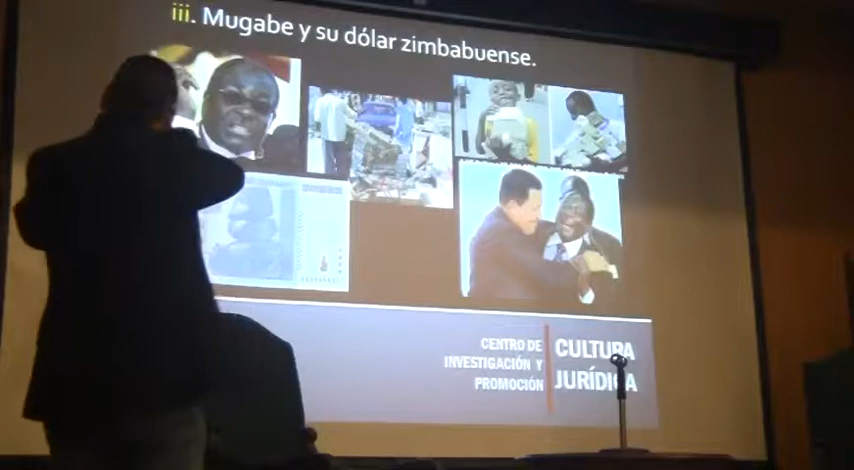 iii. Mugabe y su dólar zimbabuense.
CENTRO DE
INVESTIGACIÓN Y
PROMOCIÓN
CULTURA
JURÍDICA